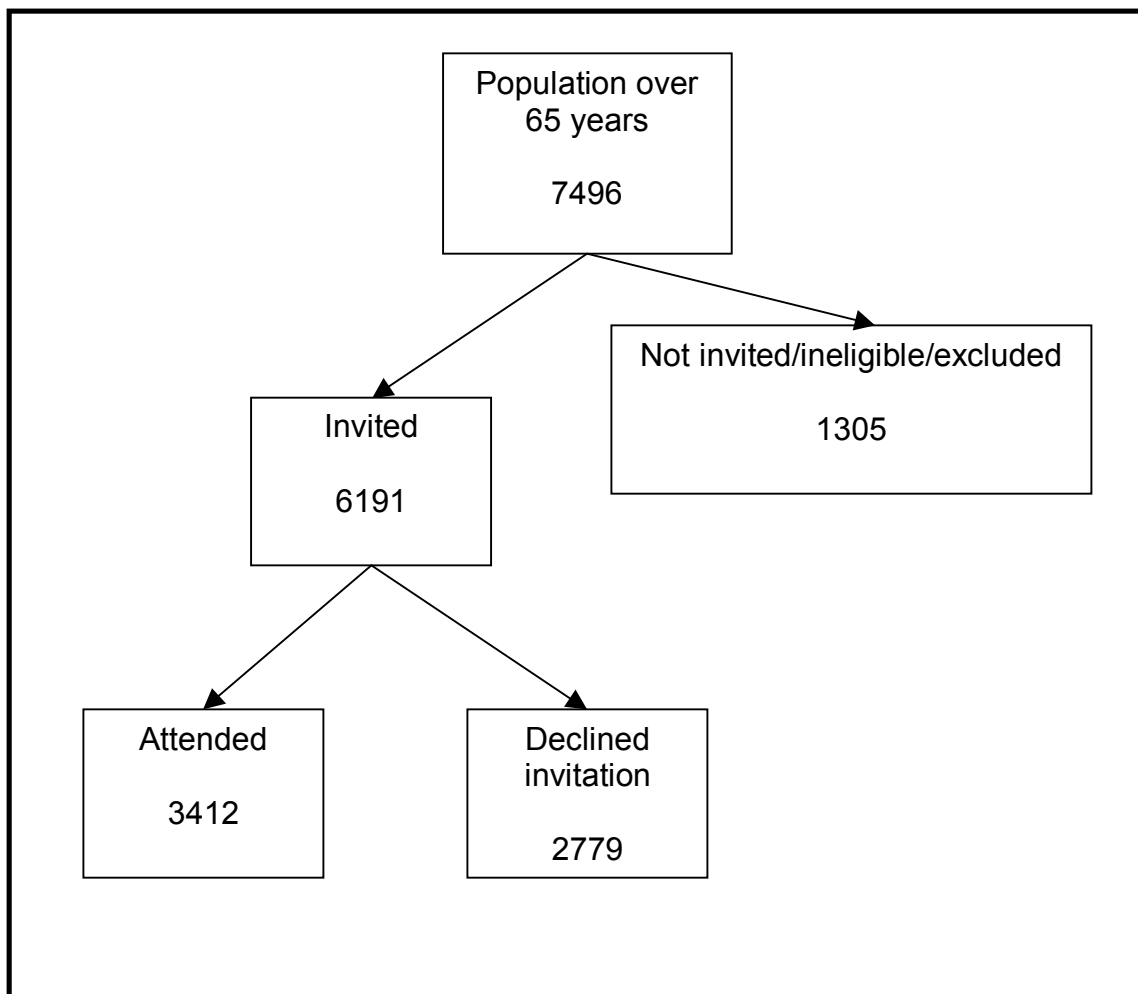 Population over
65 years
7496
Not invited/ineligible/excluded
1305
Invited
6191
Attended
3412
Declined
invitation
2779